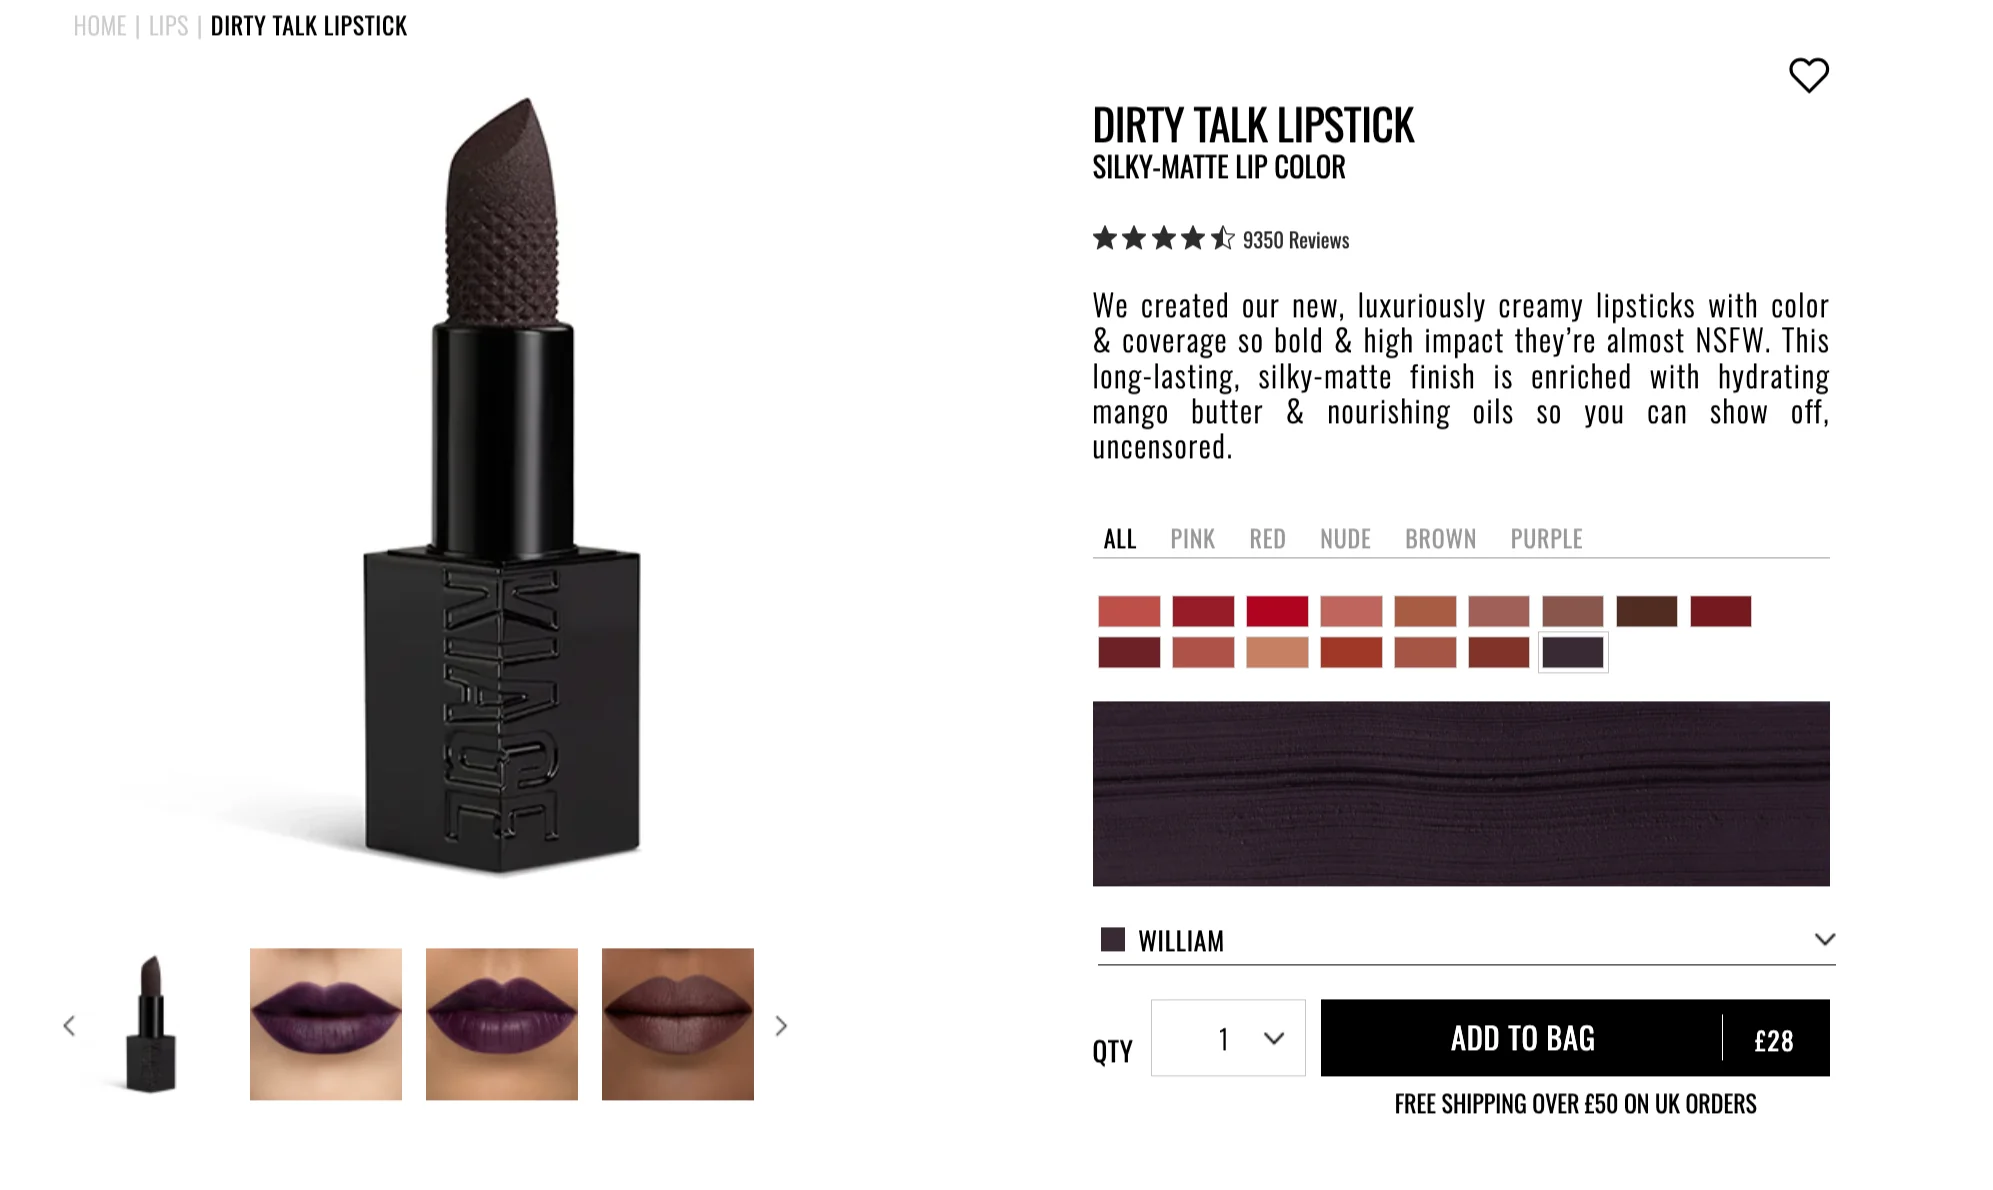 HOME | LIPS | DIRTY TALK LIPSTICK
DIRTY TALK LIPSTICK
SILKY-MATTE LIP COLOR
9350 Reviews
We created our new, luxuriously creamy lipsticks with color
& coverage so bold & high impact they’re almost NSFW. This
long-lasting, silky-matte finish is enriched with hydrating
mango butter & nourishing oils so you can show off,
uncensored.
ALL PINK RED NUDE BROWN PURPLE
WILLIAM
QTY 1 ADD TO BAG £28
FREE SHIPPING OVER £50 ON UK ORDERS